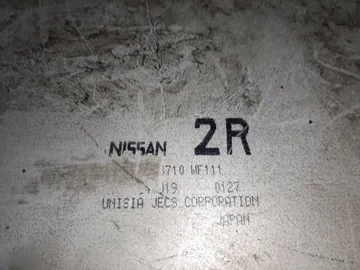 NISSAN 2R
710 WF111
J19 0127
UNISIA JECS CORPORATION
JAPAN